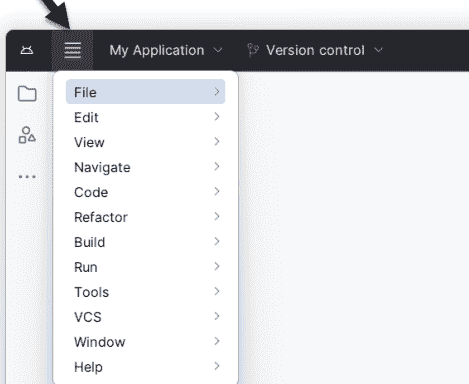 My Application Version control
File
Edit
View
Navigate
Code
Refactor
Build
Run
Tools
VCS
Window
Help